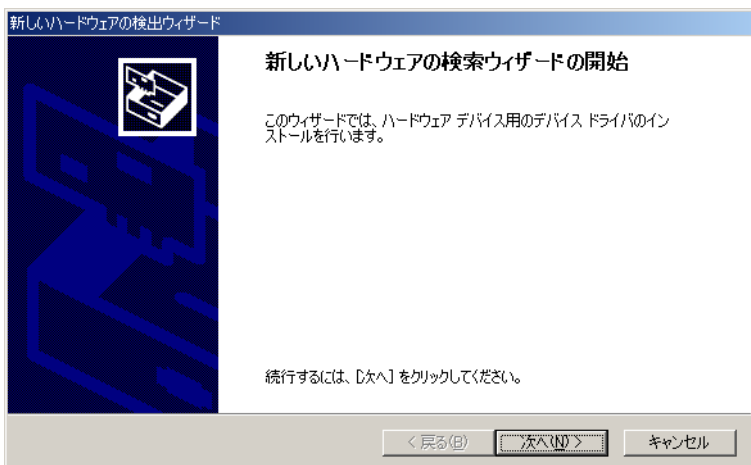 新しいハードウェアの検出ウィザード
新しいハードウェアの検索ウィザードの開始
このウィザードでは、ハードウェア デバイス用のデバイス ドライバのイン
ストールを行います。
続行するには、[次へ] をクリックしてください。
< 戻る(B) 次へ(N) > キャンセル